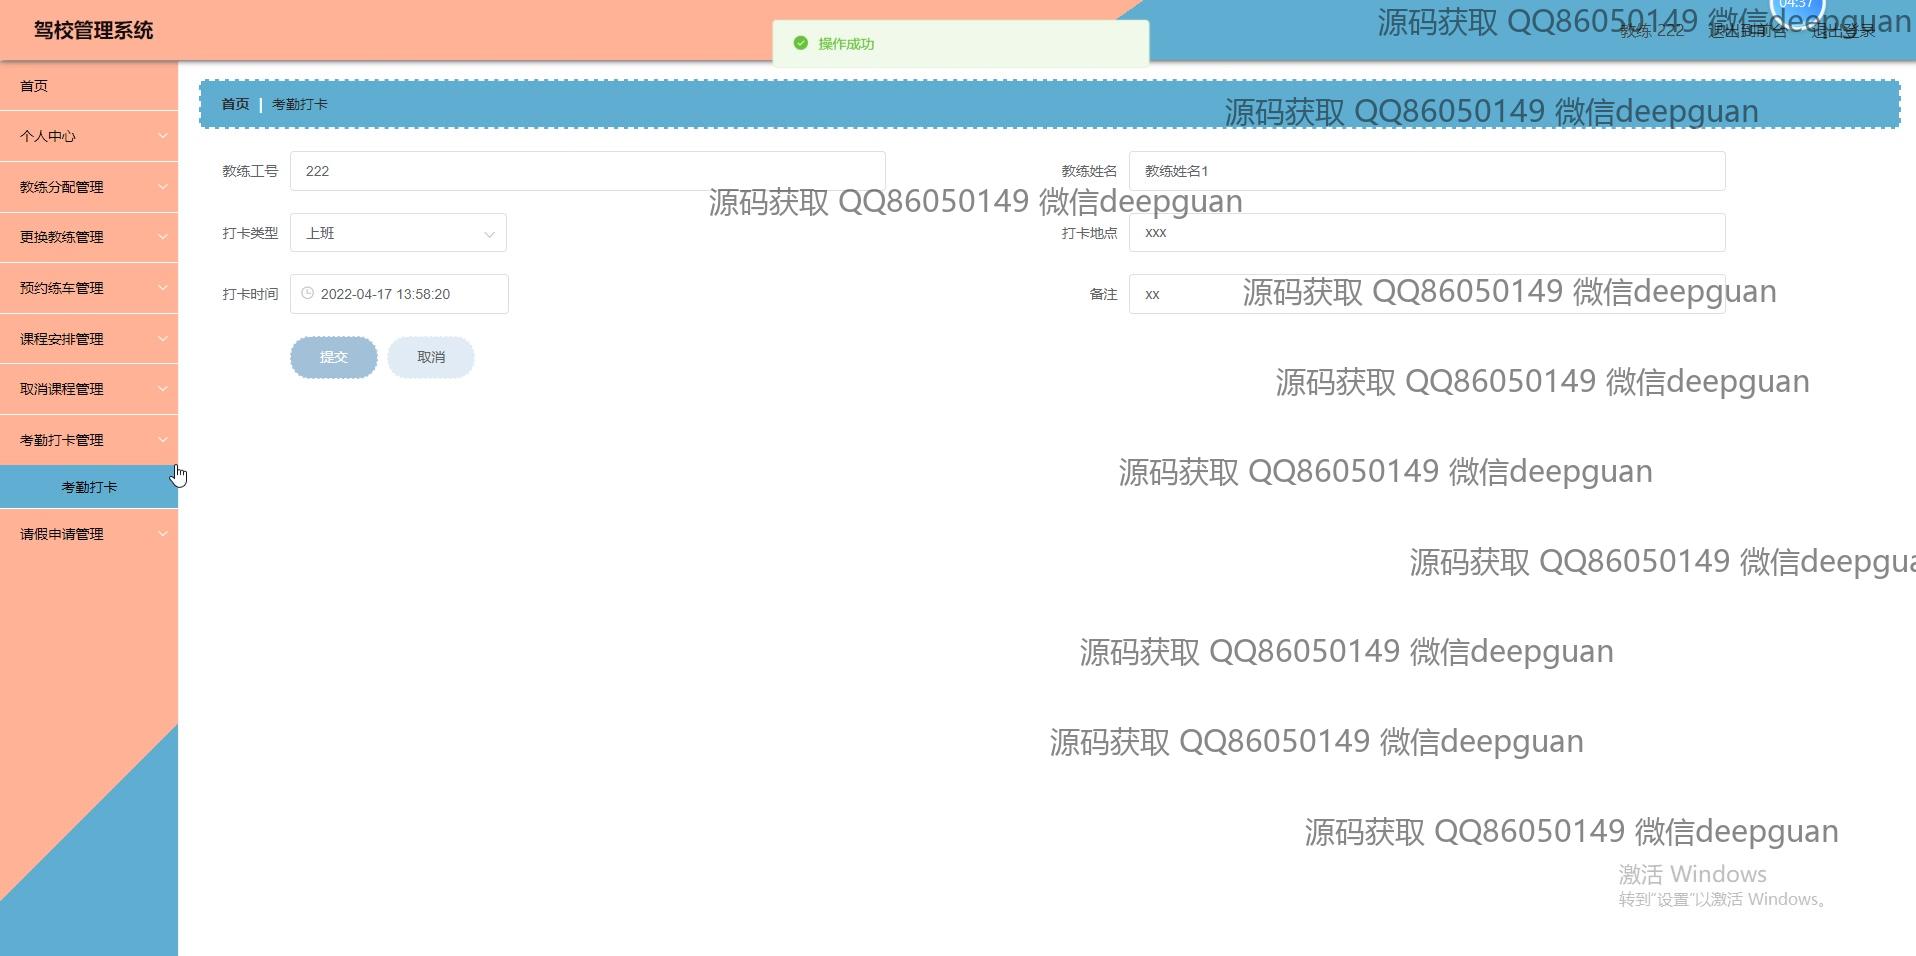 驾校管理系统
操作成功
04:37
源码获取 QQ86050149 微信deepguan
教练 222 退出到前台 退出登录
首页
个人中心
教练分配管理
更换教练管理
预约练车管理
课程安排管理
取消课程管理
考勤打卡管理
考勤打卡
请假申请管理
首页 | 考勤打卡
源码获取 QQ86050149 微信deepguan
教练工号 222
教练姓名 教练姓名1
源码获取 QQ86050149 微信deepguan
打卡类型 上班
打卡地点 xxx
打卡时间 2022-04-17 13:58:20
备注 xx
源码获取 QQ86050149 微信deepguan
提交 取消
源码获取 QQ86050149 微信deepguan
源码获取 QQ86050149 微信deepguan
源码获取 QQ86050149 微信deepgua
源码获取 QQ86050149 微信deepguan
源码获取 QQ86050149 微信deepguan
源码获取 QQ86050149 微信deepguan
激活 Windows
转到"设置"以激活 Windows。